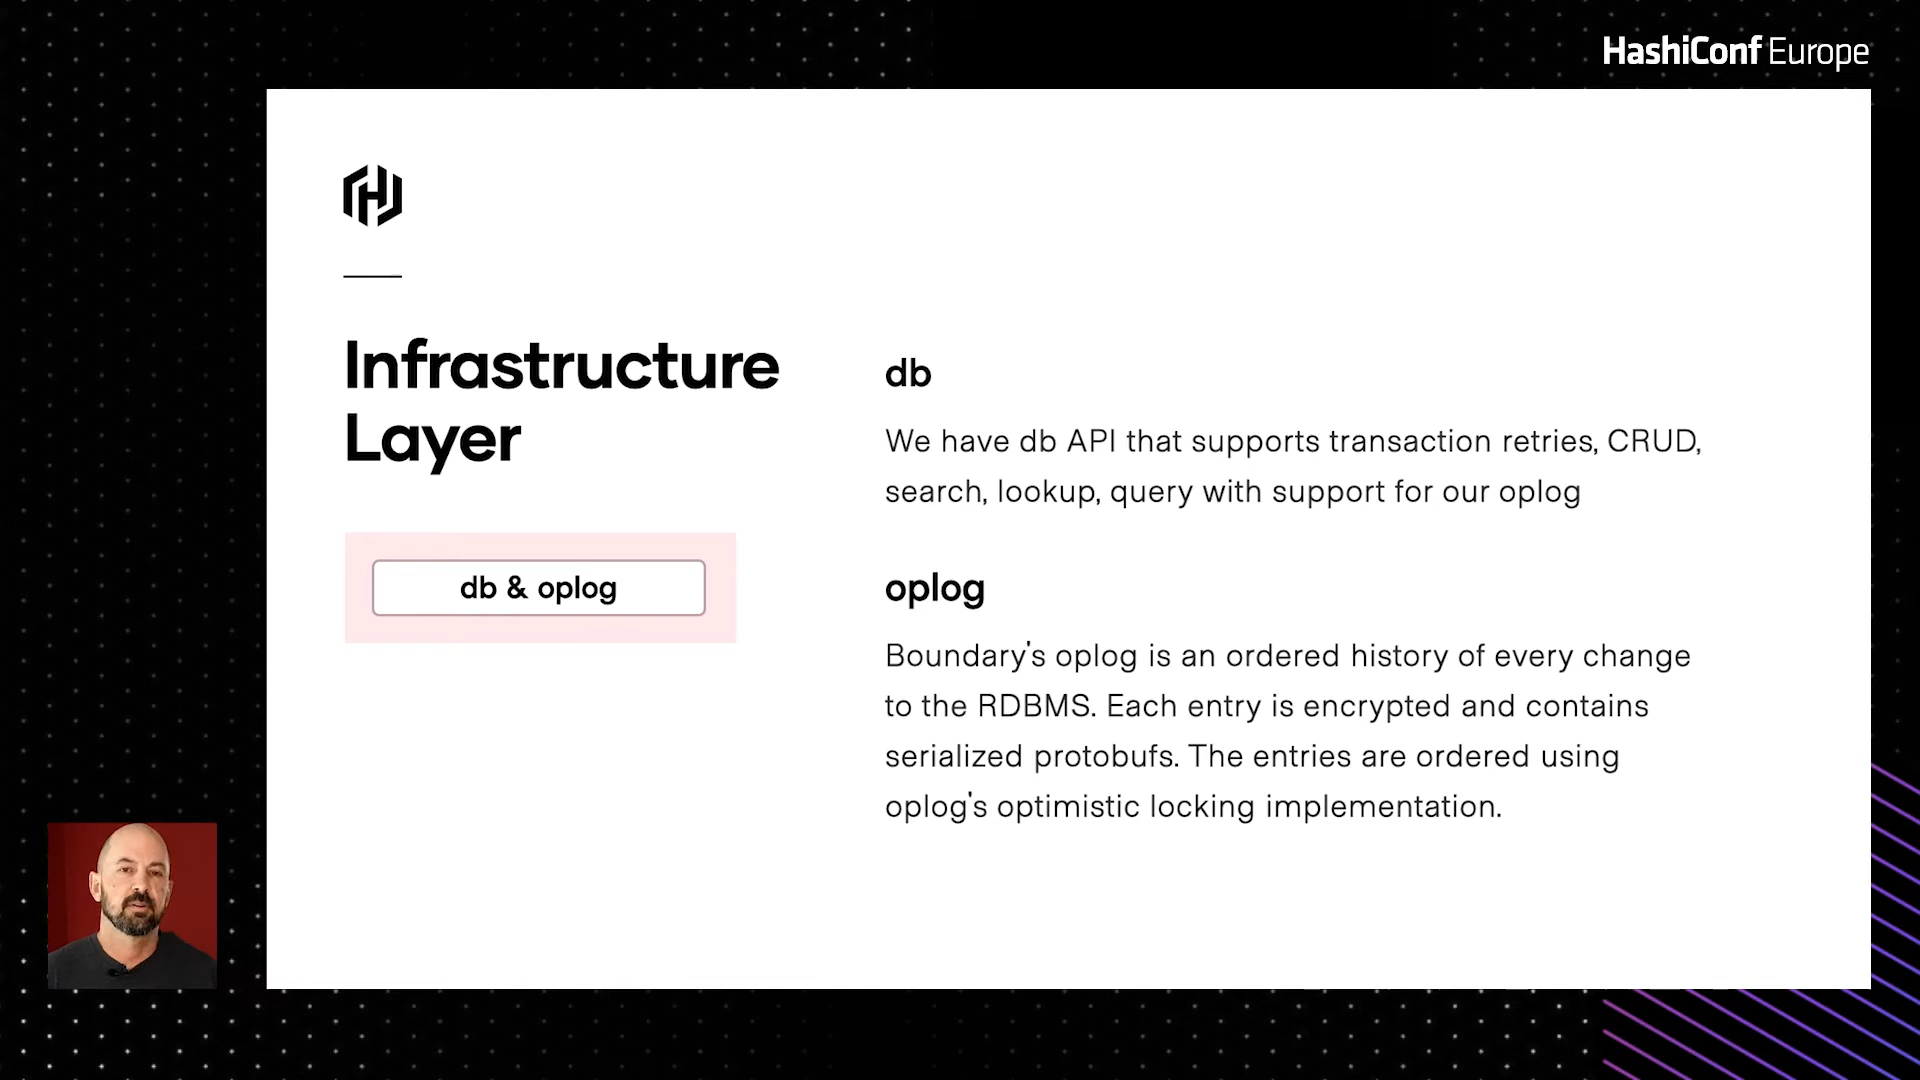 HashiConf Europe
Infrastructure
Layer
db & oplog
db
We have db API that supports transaction retries, CRUD,
search, lookup, query with support for our oplog
oplog
Boundary's oplog is an ordered history of every change
to the RDBMS. Each entry is encrypted and contains
serialized protobufs. The entries are ordered using
oplog's optimistic locking implementation.